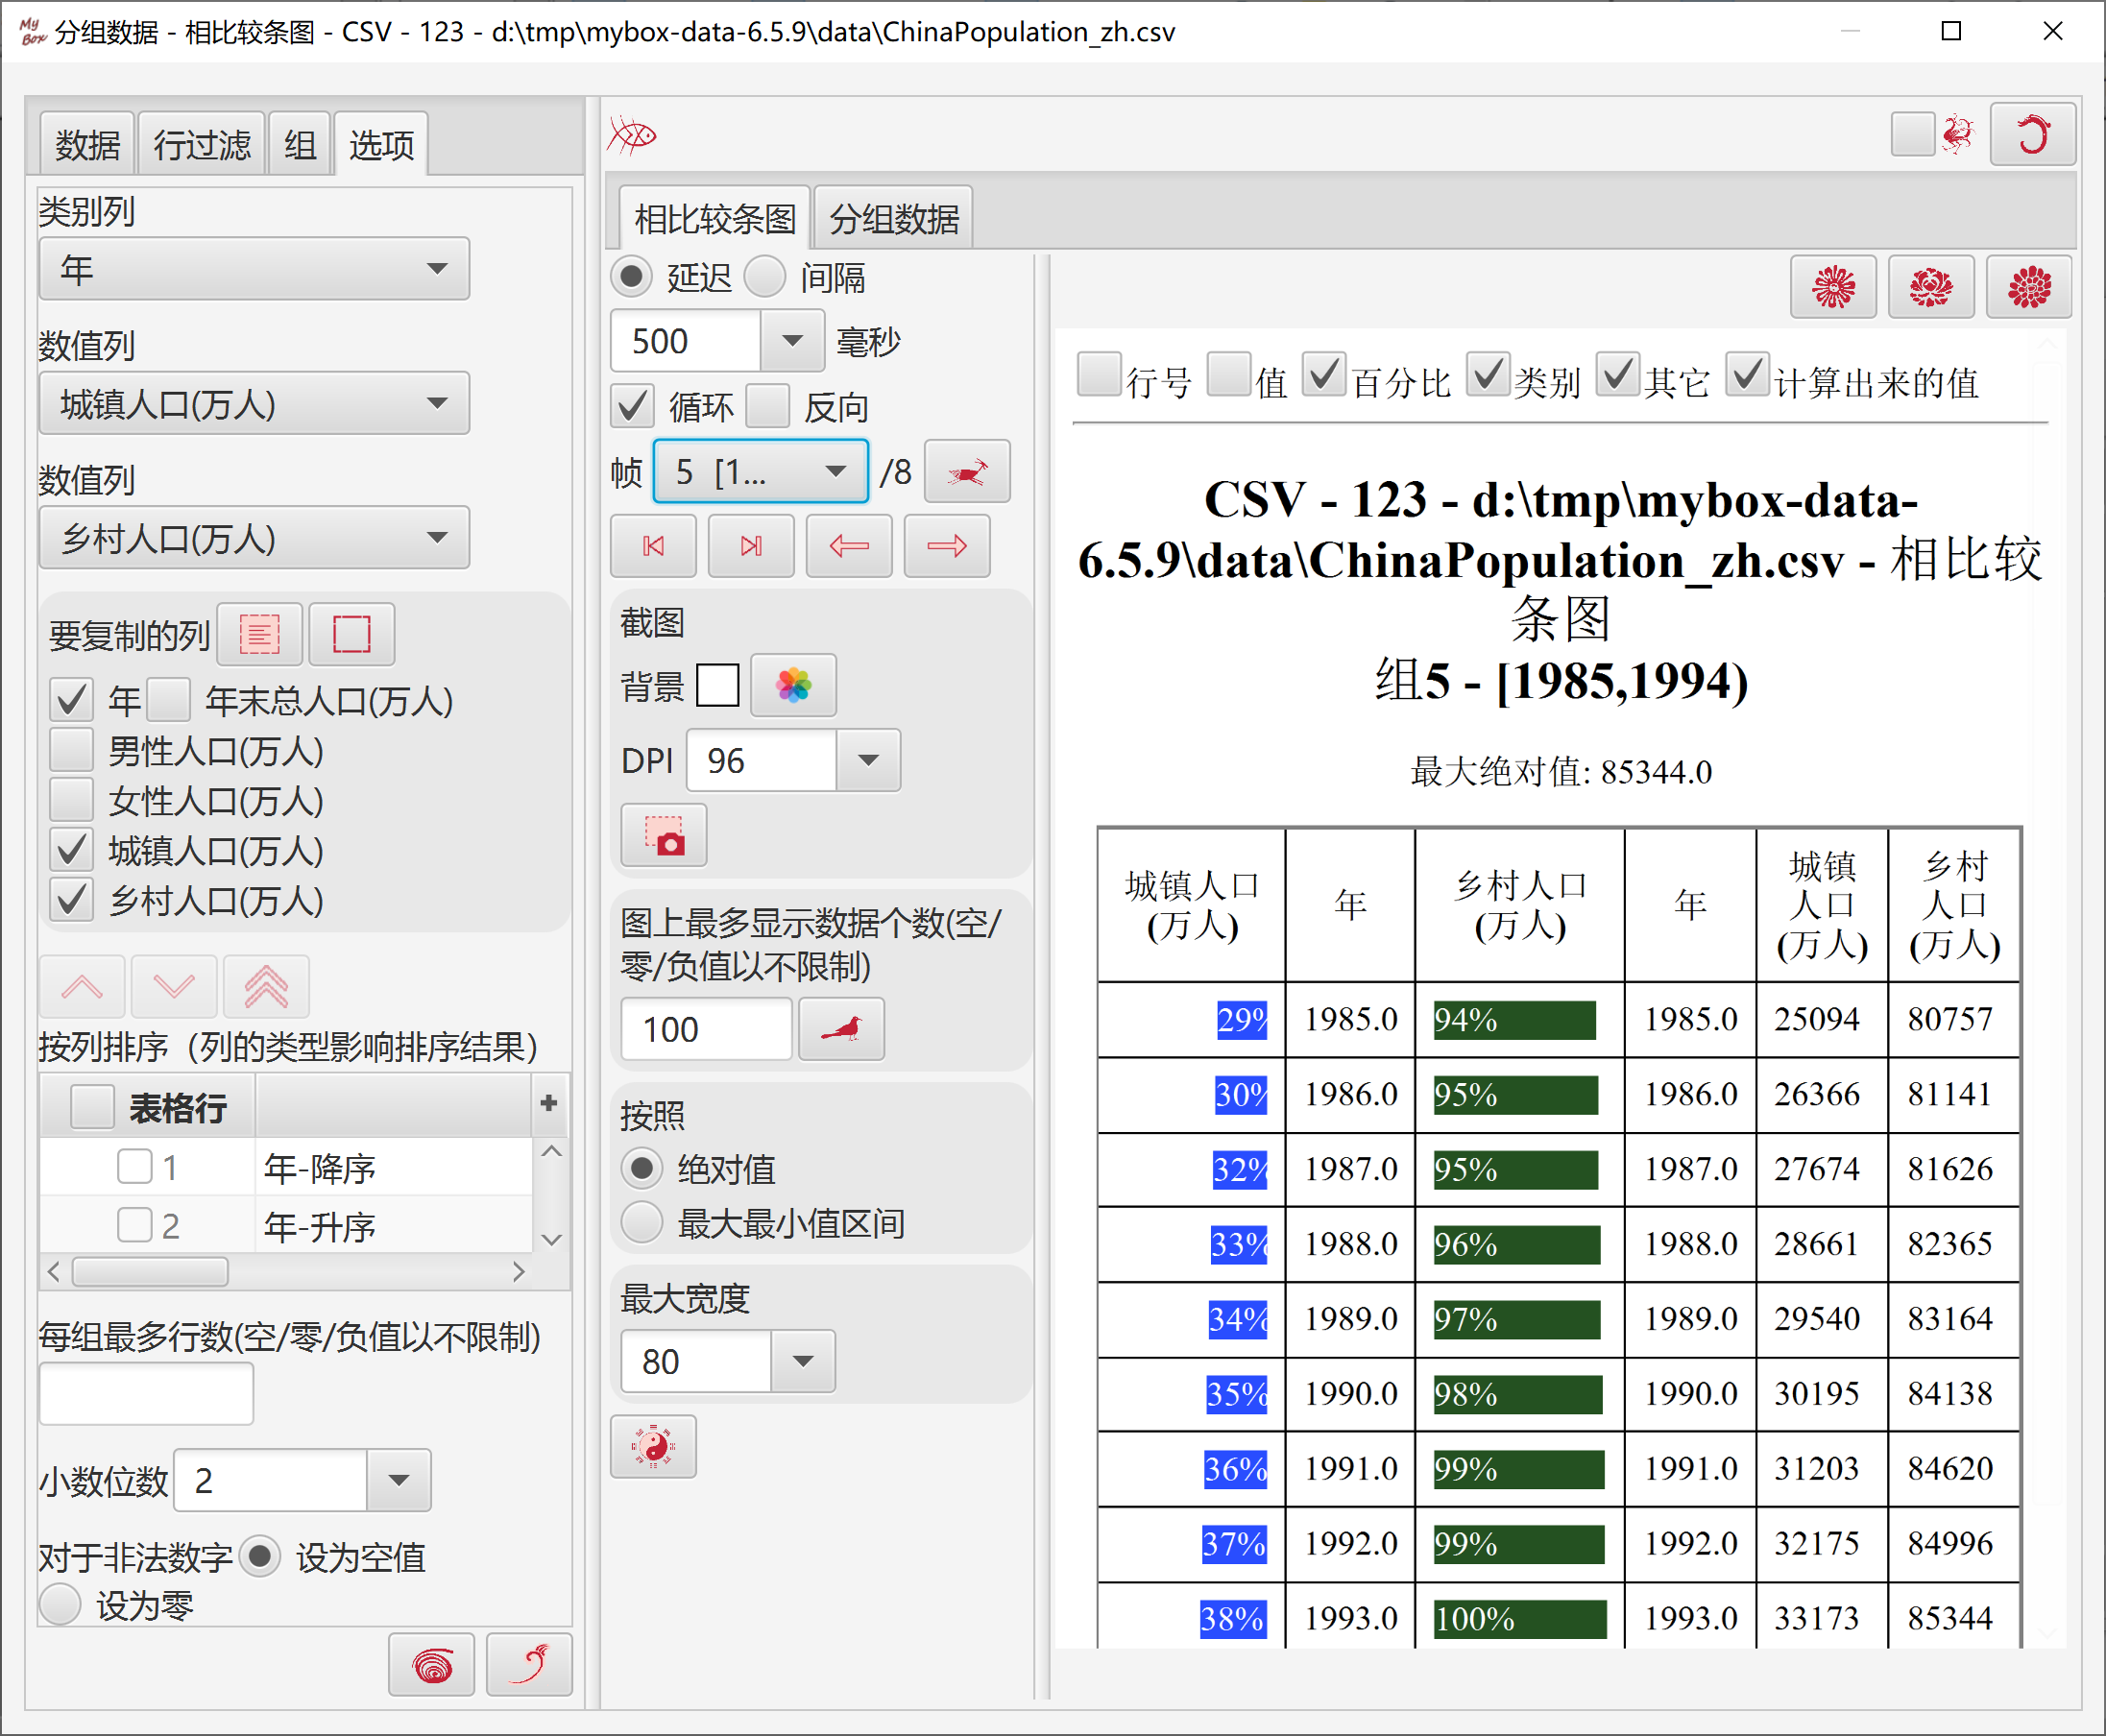 My Box 分组数据 - 相比较条图 - CSV - 123 - d:\tmp\mybox-data-6.5.9\data\ChinaPopulation_zh.csv
数据 行过滤 组 选项
类别列
年
数值列
城镇人口(万人)
数值列
乡村人口(万人)
要复制的列
年 年末总人口(万人)
男性人口(万人)
女性人口(万人)
城镇人口(万人)
乡村人口(万人)
按列排序（列的类型影响排序结果）
表格行 +
1 年-降序
2 年-升序
每组最多行数(空/零/负值以不限制)
小数位数 2
对于非法数字 设为空值
设为零
相比较条图 分组数据
延迟 间隔
500 毫秒
循环 反向
帧 5 [1... /8
截图
背景
DPI 96
图上最多显示数据个数(空/
零/负值以不限制)
100
按照
绝对值
最大最小值区间
最大宽度
80
行号 值 百分比 类别 其它 计算出来的值
CSV - 123 - d:\tmp\mybox-data-
6.5.9\data\ChinaPopulation_zh.csv - 相比较
条图
组5 - [1985,1994)
最大绝对值: 85344.0
城镇人口(万人) 年 乡村人口(万人) 年 城镇人口(万人) 乡村人口(万人)
29% 1985.0 94% 1985.0 25094 80757
30% 1986.0 95% 1986.0 26366 81141
32% 1987.0 95% 1987.0 27674 81626
33% 1988.0 96% 1988.0 28661 82365
34% 1989.0 97% 1989.0 29540 83164
35% 1990.0 98% 1990.0 30195 84138
36% 1991.0 99% 1991.0 31203 84620
37% 1992.0 99% 1992.0 32175 84996
38% 1993.0 100% 1993.0 33173 85344